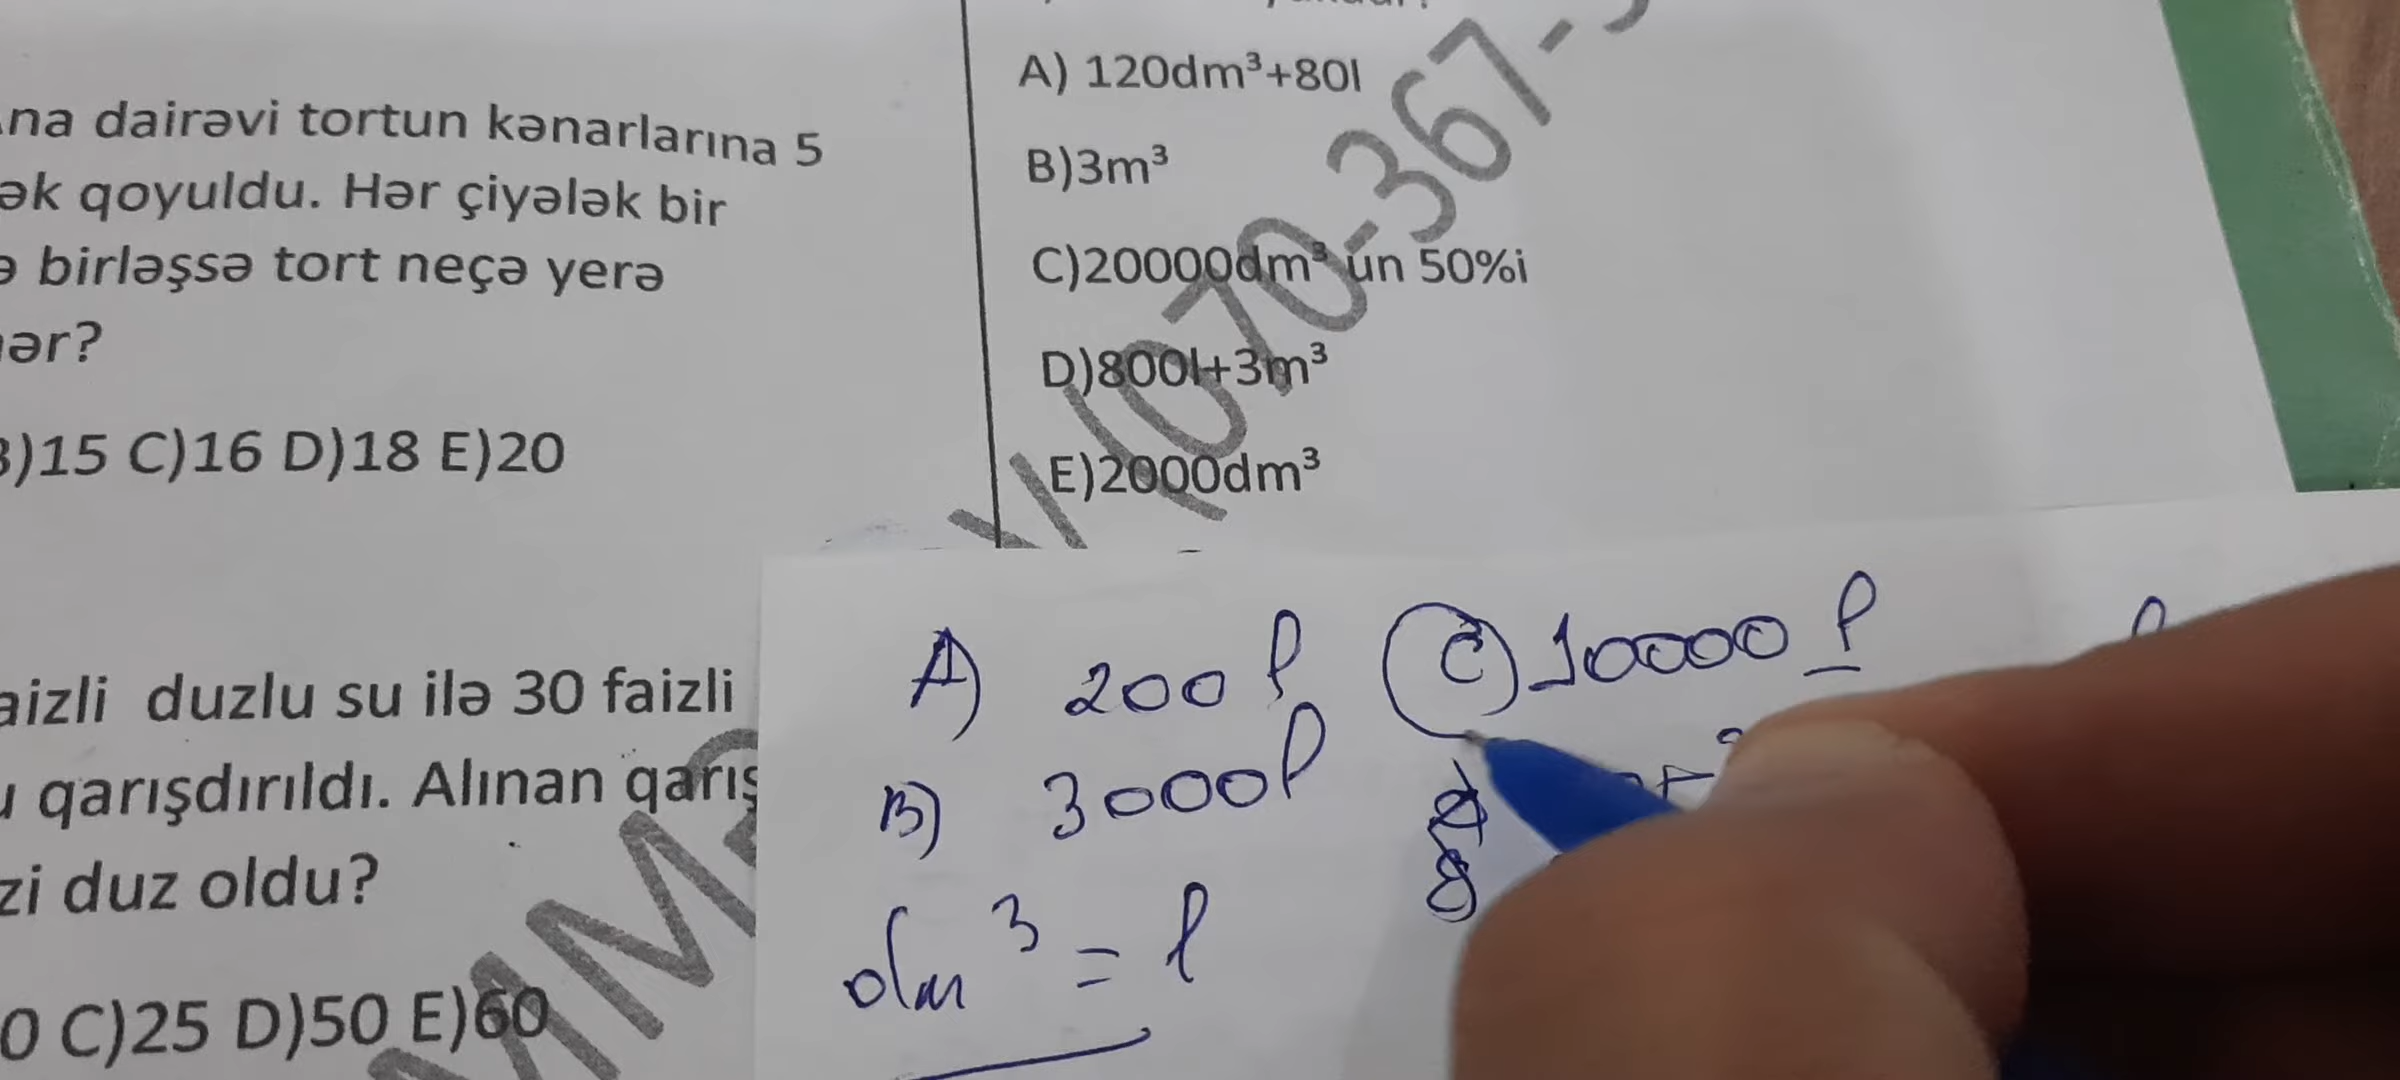 na dairəvi tortun kənarlarına 5
ək qoyuldu. Hər çiyələk bir
ə birləşsə tort neçə yerə
ər?
B)15 C)16 D)18 E)20
aizli duzlu su ilə 30 faizli
u qarışdırıldı. Alınan qarış
zi duz oldu?
0 C)25 D)50 E)60
A) 120dm³+80l
B)3m³
C)20000dm³ ün 50%i
D)800l+3m³
E)2000dm³
070-367-
A) 200 l
B) 3000 l
dm³ = l
C) 10000 l